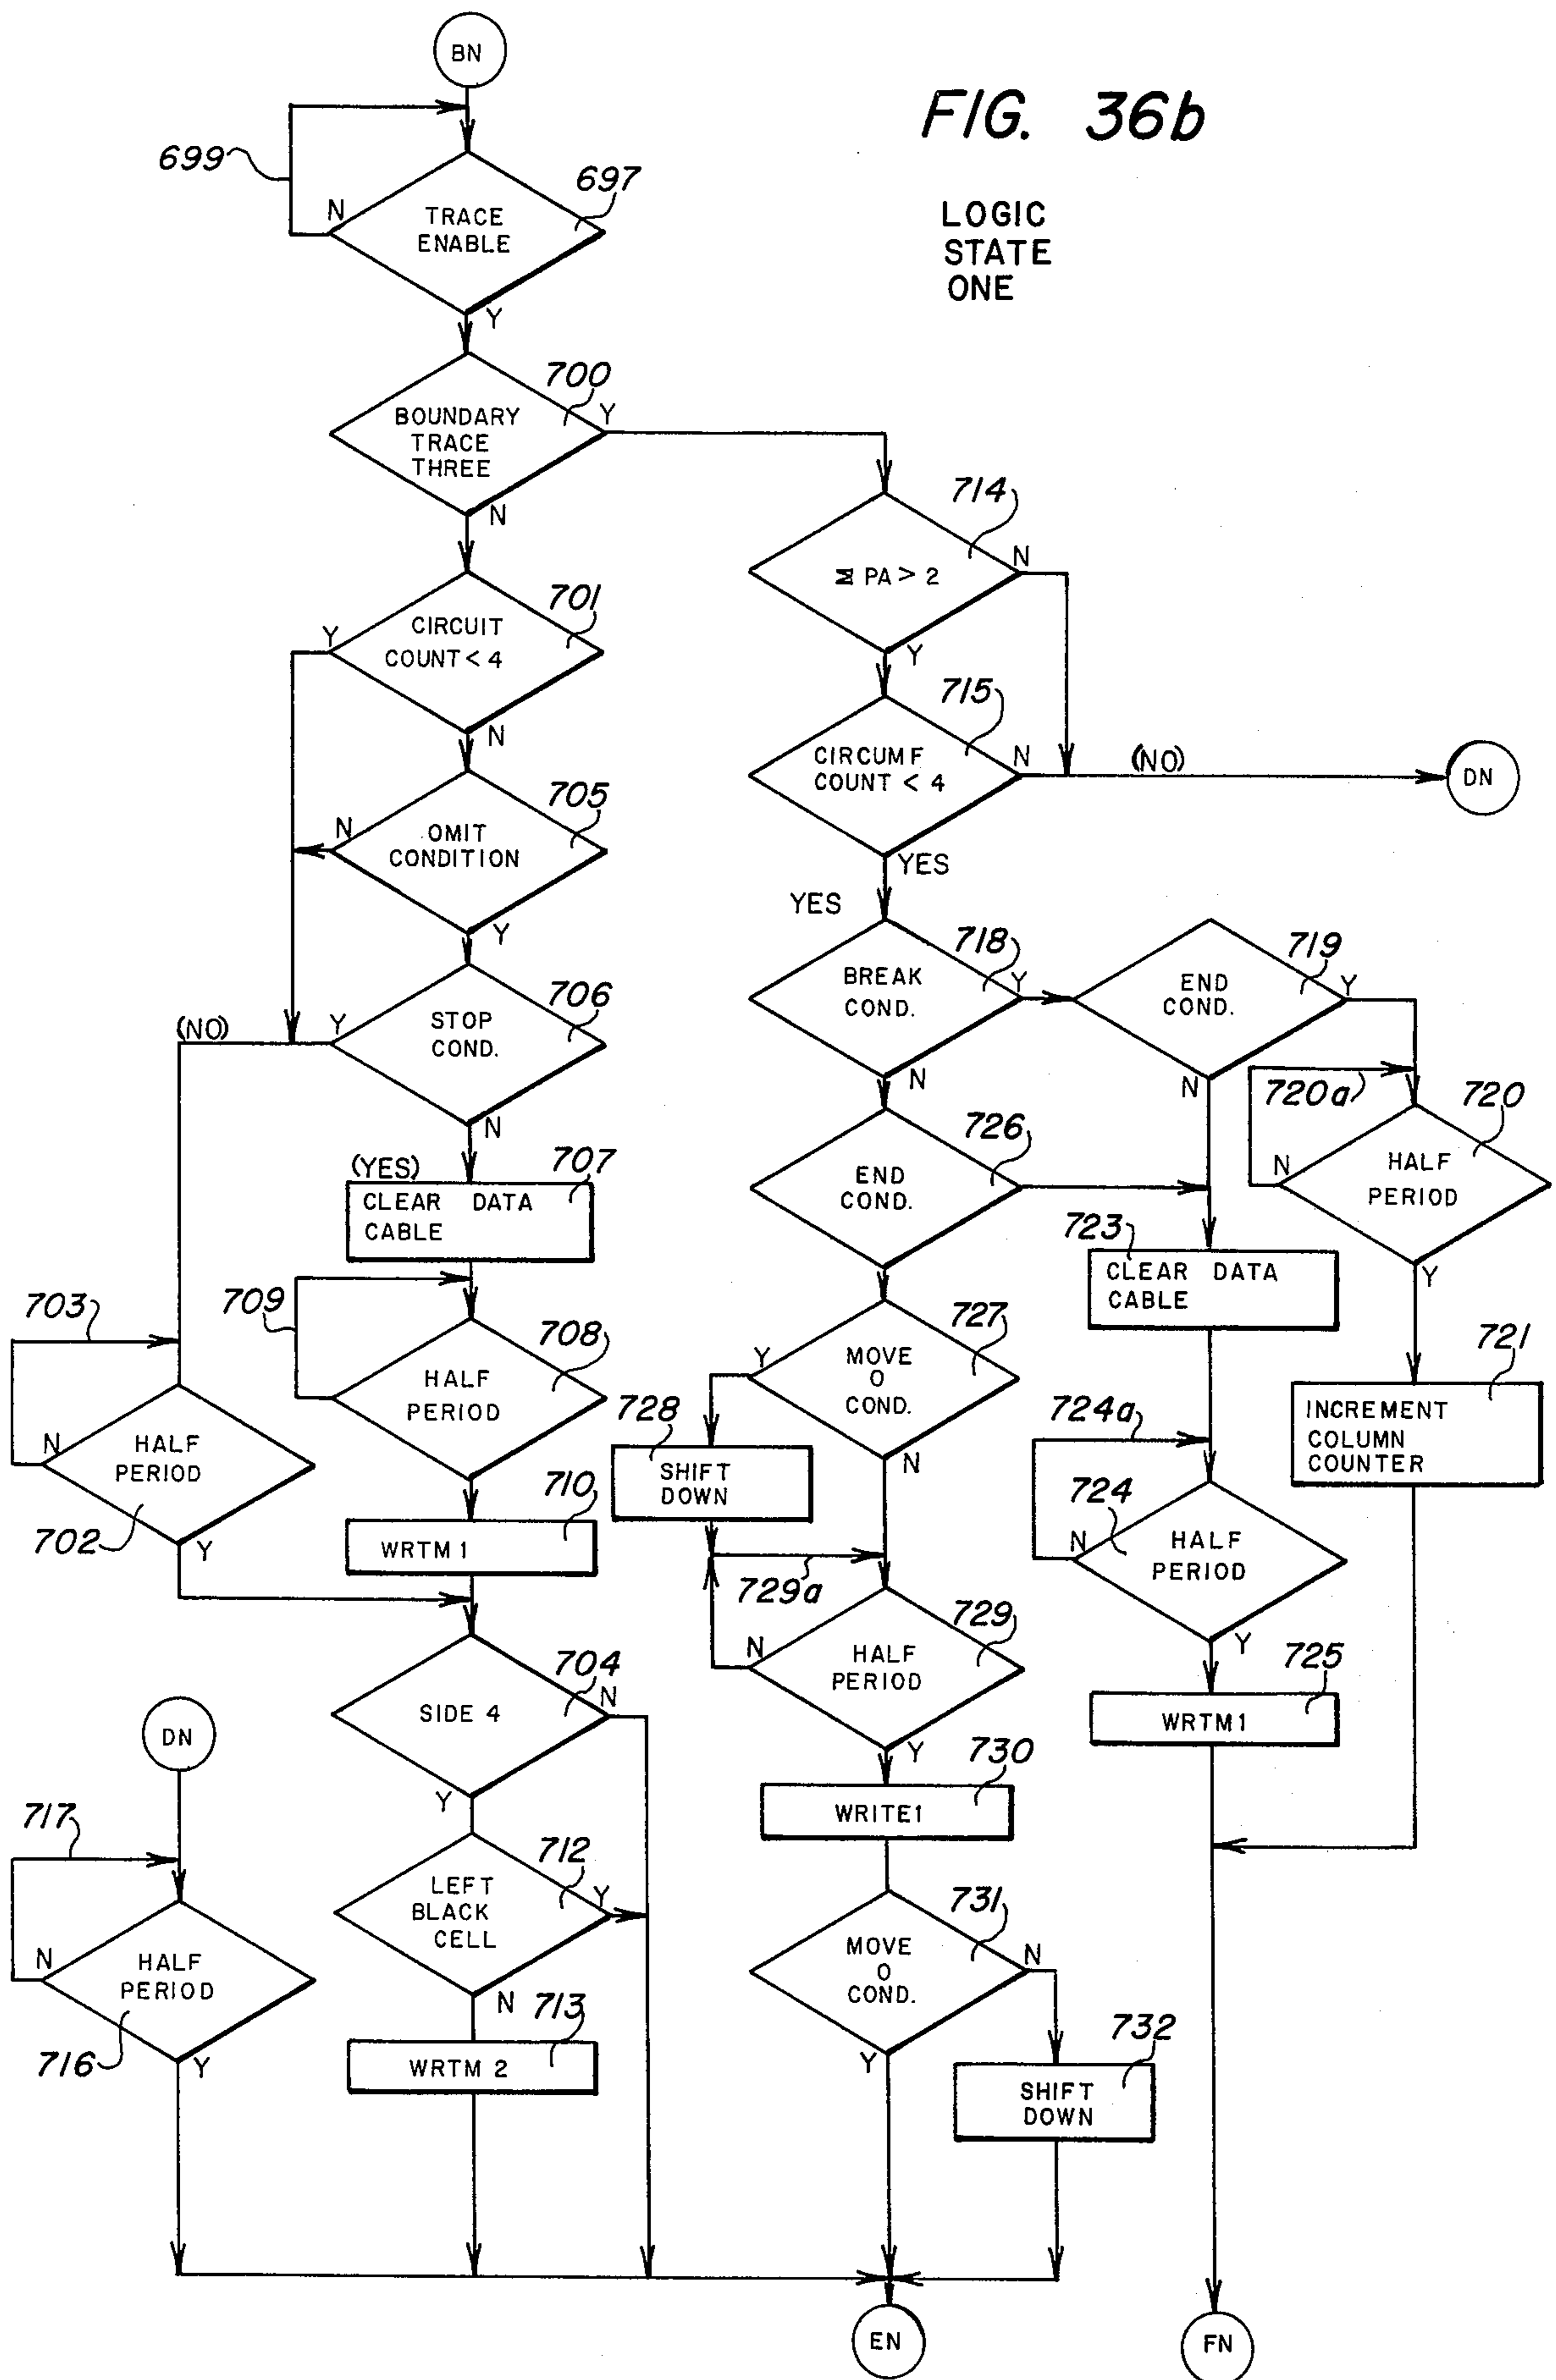 BN
FIG. 36b
LOGIC
STATE
ONE
699
697
N
TRACE
ENABLE
Y
700
BOUNDARY
TRACE
THREE
Y
N
714
Σ PA > 2
N
Y
701
CIRCUIT
COUNT < 4
Y
N
715
CIRCUMF
COUNT < 4
N
(NO)
DN
YES
YES
705
OMIT
CONDITION
N
Y
718
BREAK
COND.
Y
N
719
END
COND.
Y
N
706
STOP
COND.
Y
(NO)
N
720a
720
HALF
PERIOD
N
Y
726
END
COND.
(YES)
707
CLEAR DATA
CABLE
723
CLEAR DATA
CABLE
703
709
708
HALF
PERIOD
727
MOVE
O
COND.
Y
N
721
INCREMENT
COLUMN
COUNTER
728
SHIFT
DOWN
724a
724
HALF
PERIOD
N
Y
HALF
PERIOD
N
702
Y
710
WRTM 1
729a
729
HALF
PERIOD
N
Y
725
WRTM1
704
SIDE 4
N
Y
DN
730
WRITE1
717
712
LEFT
BLACK
CELL
Y
N
731
MOVE
O
COND.
N
Y
HALF
PERIOD
N
716
Y
713
WRTM 2
732
SHIFT
DOWN
EN
FN